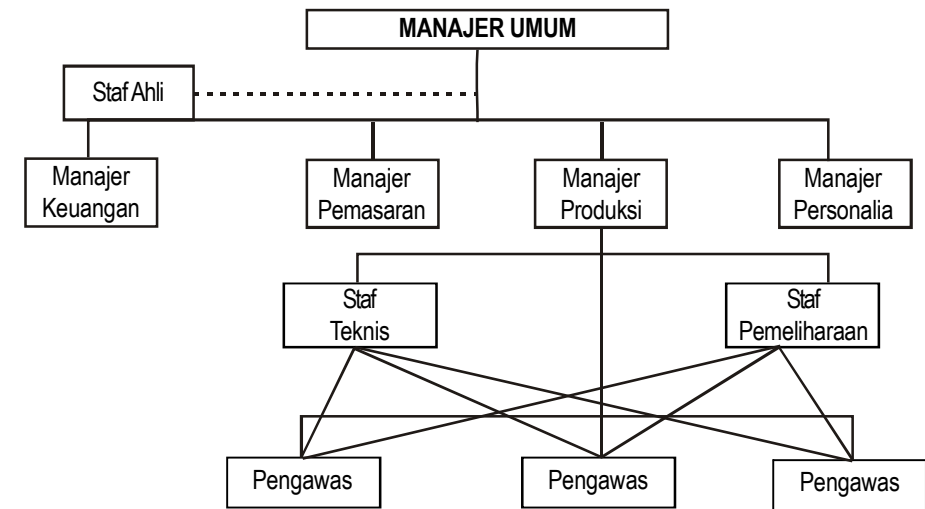 MANAJER UMUM
Staf Ahli
Manajer
Keuangan
Manajer
Pemasaran
Manajer
Produksi
Manajer
Personalia
Staf
Teknis
Staf
Pemeliharaan
Pengawas
Pengawas
Pengawas